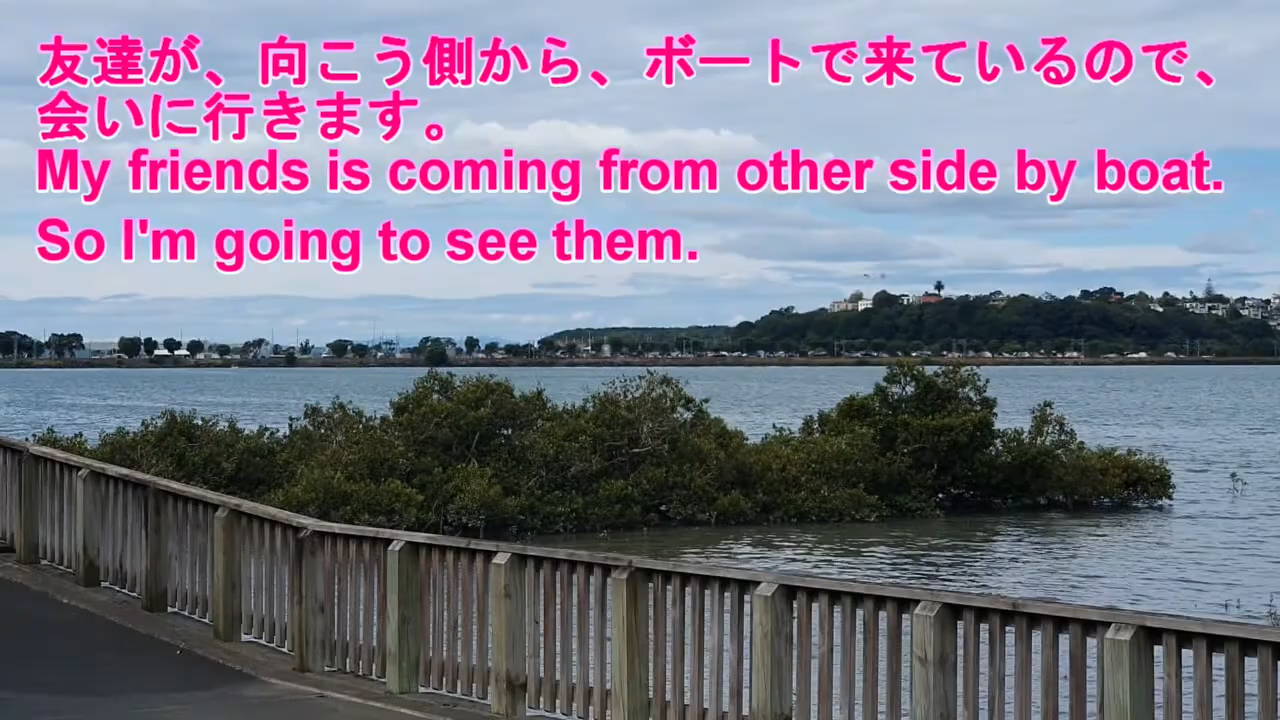 友達が、向こう側から、ボートで来ているので、
会いに行きます。
My friends is coming from other side by boat.
So I'm going to see them.